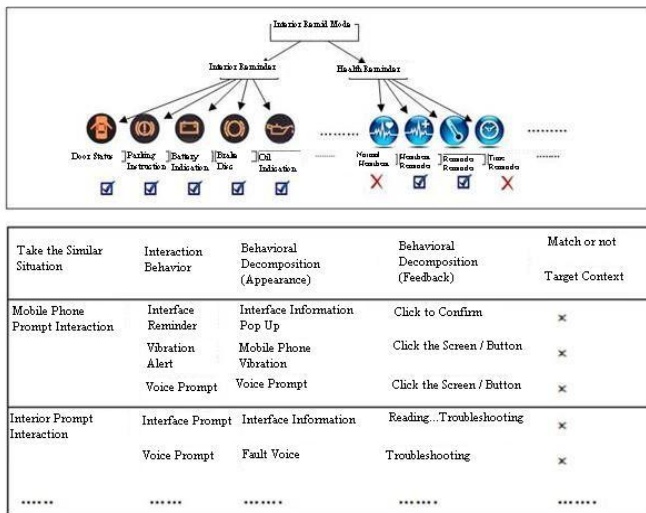 Interior Remid Mode
Interior Reminder
Health Reminder
Door Status
Parking
Instruction
Battery
Indication
Brake
Disc
Oil
Indication
Normal
Time
Take the Similar
Situation
Interaction
Behavior
Behavioral
Decomposition
(Appearance)
Behavioral
Decomposition
(Feedback)
Match or not
Target Context
Mobile Phone
Prompt Interaction
Interface
Reminder
Interface Information
Pop Up
Click to Confirm
×
Vibration
Alert
Mobile Phone
Vibration
Click the Screen / Button
×
Voice Prompt
Voice Prompt
Click the Screen / Button
×
Interior Prompt
Interaction
Interface Prompt
Interface Information
Reading...Troubleshooting
×
Voice Prompt
Fault Voice
Troubleshooting
×
......
......
.......
.......
.......